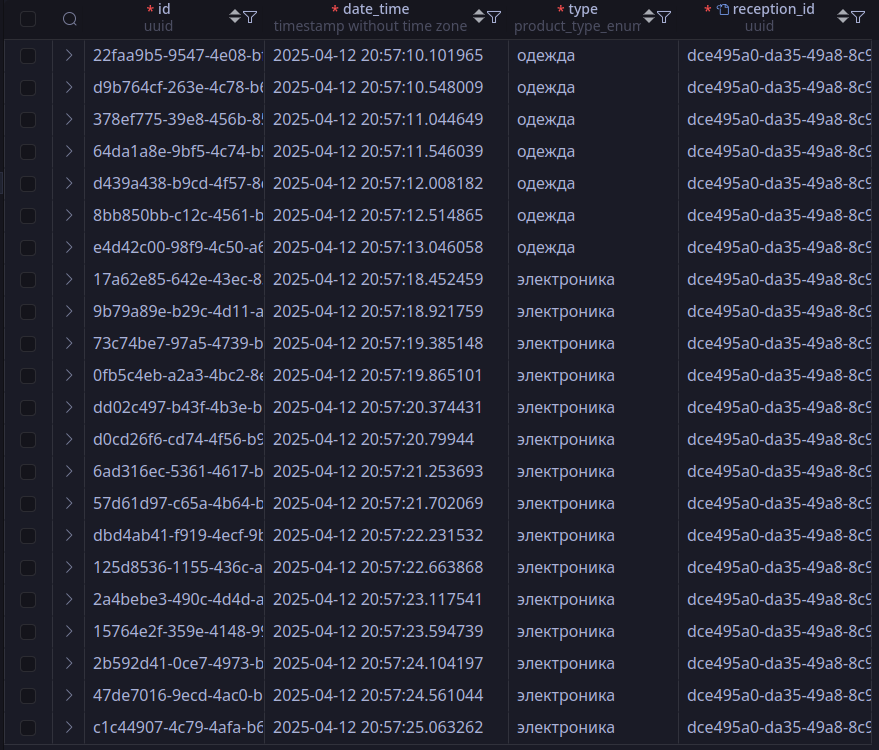 * id * date_time * type * reception_id
uuid timestamp without time zone product_type_enum uuid
22faa9b5-9547-4e08-b 2025-04-12 20:57:10.101965 одежда dce495a0-da35-49a8-8c9
d9b764cf-263e-4c78-b6 2025-04-12 20:57:10.548009 одежда dce495a0-da35-49a8-8c9
378ef775-39e8-456b-85 2025-04-12 20:57:11.044649 одежда dce495a0-da35-49a8-8c9
64da1a8e-9bf5-4c74-b 2025-04-12 20:57:11.546039 одежда dce495a0-da35-49a8-8c9
d439a438-b9cd-4f57-8 2025-04-12 20:57:12.008182 одежда dce495a0-da35-49a8-8c9
8bb850bb-c12c-4561-b 2025-04-12 20:57:12.514865 одежда dce495a0-da35-49a8-8c9
e4d42c00-98f9-4c50-a6 2025-04-12 20:57:13.046058 одежда dce495a0-da35-49a8-8c9
17a62e85-642e-43ec-8 2025-04-12 20:57:18.452459 электроника dce495a0-da35-49a8-8c9
9b79a89e-b29c-4d11-a 2025-04-12 20:57:18.921759 электроника dce495a0-da35-49a8-8c9
73c74be7-97a5-4739-b 2025-04-12 20:57:19.385148 электроника dce495a0-da35-49a8-8c9
0fb5c4eb-a2a3-4bc2-8e 2025-04-12 20:57:19.865101 электроника dce495a0-da35-49a8-8c9
dd02c497-b43f-4b3e-b 2025-04-12 20:57:20.374431 электроника dce495a0-da35-49a8-8c9
d0cd26f6-cd74-4f56-b9 2025-04-12 20:57:20.79944 электроника dce495a0-da35-49a8-8c9
6ad316ec-5361-4617-b 2025-04-12 20:57:21.253693 электроника dce495a0-da35-49a8-8c9
57d61d97-c65a-4b64-b 2025-04-12 20:57:21.702069 электроника dce495a0-da35-49a8-8c9
dbd4ab41-f919-4ecf-9b 2025-04-12 20:57:22.231532 электроника dce495a0-da35-49a8-8c9
125d8536-1155-436c-a 2025-04-12 20:57:22.663868 электроника dce495a0-da35-49a8-8c9
2a4bebe3-490c-4d4d-a 2025-04-12 20:57:23.117541 электроника dce495a0-da35-49a8-8c9
15764e2f-359e-4148-99 2025-04-12 20:57:23.594739 электроника dce495a0-da35-49a8-8c9
2b592d41-0ce7-4973-b 2025-04-12 20:57:24.104197 электроника dce495a0-da35-49a8-8c9
47de7016-9ecd-4ac0-b 2025-04-12 20:57:24.561044 электроника dce495a0-da35-49a8-8c9
c1c44907-4c79-4afa-b6 2025-04-12 20:57:25.063262 электроника dce495a0-da35-49a8-8c9